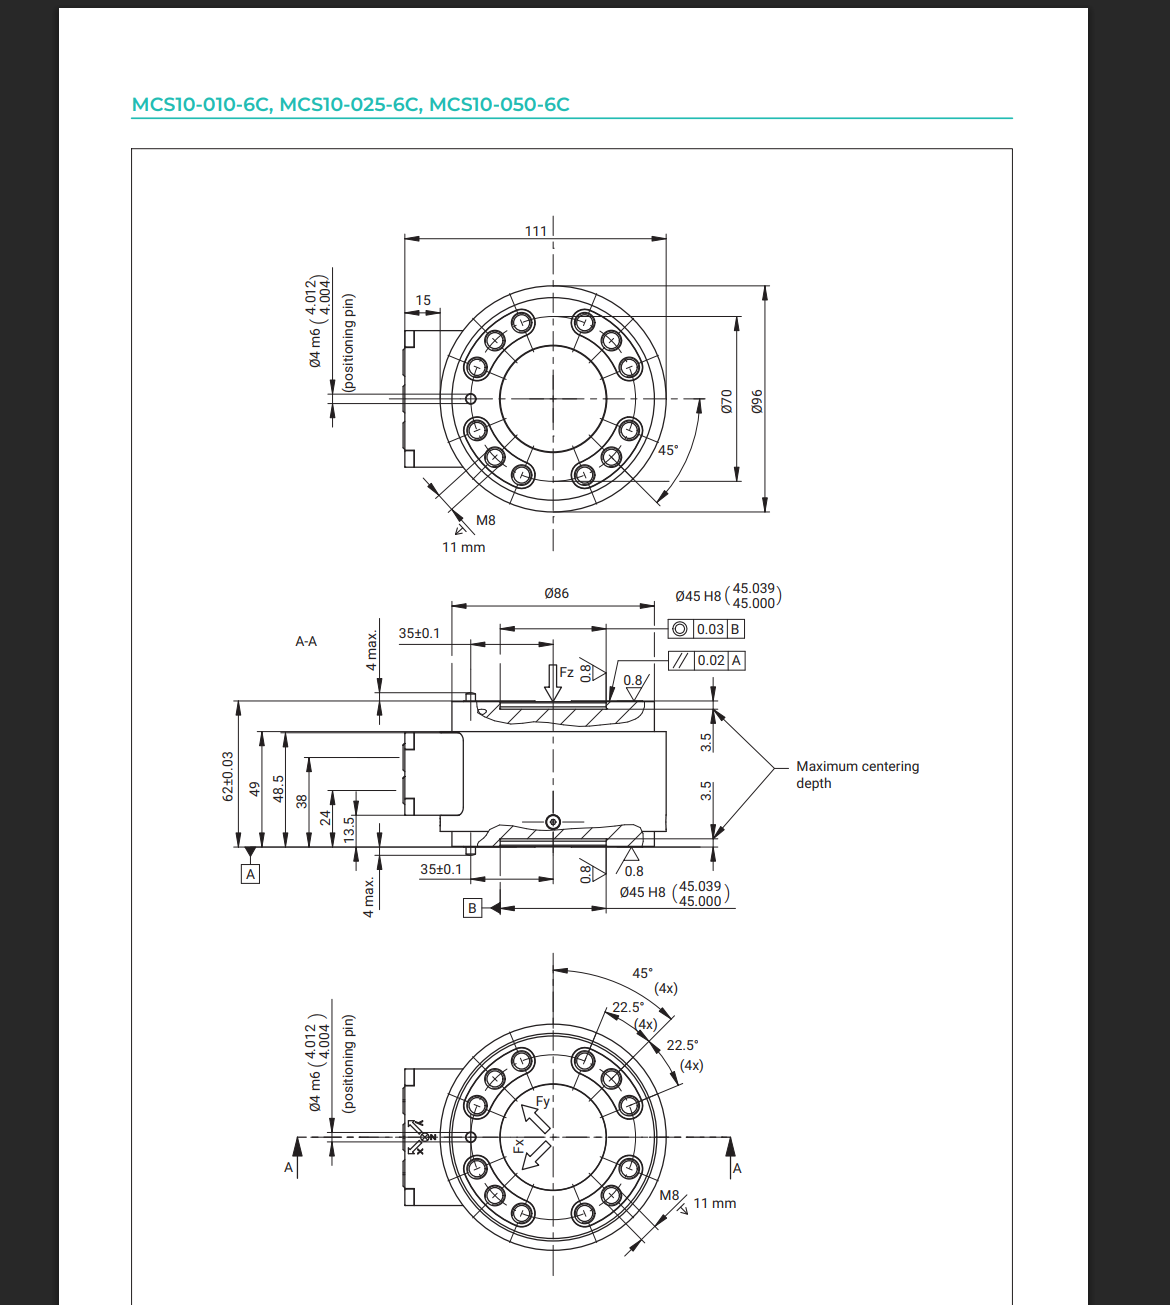 MCS10-010-6C, MCS10-025-6C, MCS10-050-6C
111
15
Ø4 m6 ( 4.012 )
4.004
(positioning pin)
Ø70
Ø96
45°
M8
11 mm
A-A
Ø86
Ø45 H8 ( 45.039 )
45.000
0.03 B
0.02 A
35±0.1
4 max.
Fz
0.8
0.8
3.5
3.5
Maximum centering
depth
62±0.03
49
48.5
38
24
13.5
4 max.
35±0.1
0.8
0.8
Ø45 H8 ( 45.039 )
45.000
A
B
45°
(4x)
22.5°
(4x)
22.5°
(4x)
Ø4 m6 ( 4.012 )
4.004
(positioning pin)
Fy
Fx
Y
Z
X
A
A
M8
11 mm